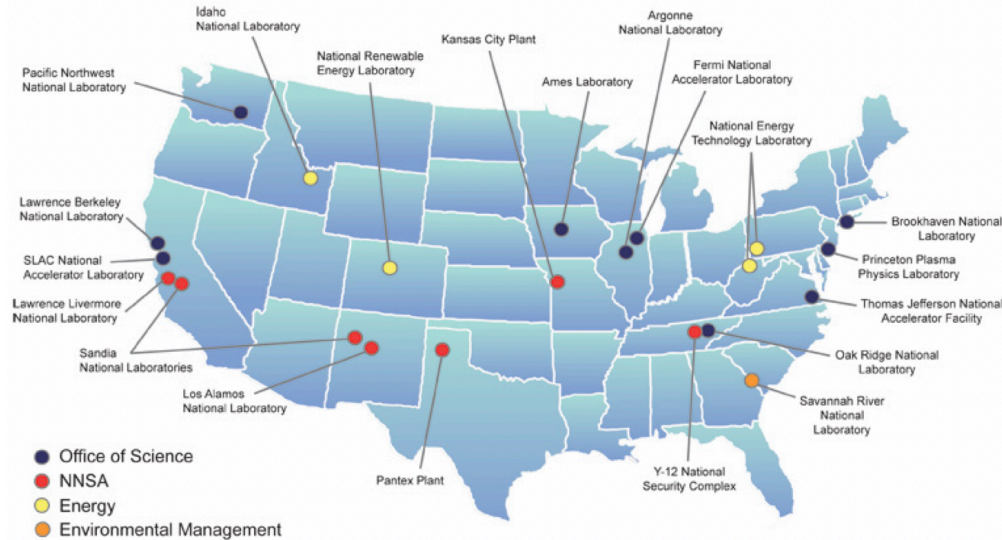 Idaho
National Laboratory
Argonne
National Laboratory
Kansas City Plant
National Renewable
Energy Laboratory
Fermi National
Accelerator Laboratory
Pacific Northwest
National Laboratory
Ames Laboratory
National Energy
Technology Laboratory
Lawrence Berkeley
National Laboratory
Brookhaven National
Laboratory
SLAC National
Accelerator Laboratory
Princeton Plasma
Physics Laboratory
Lawrence Livermore
National Laboratory
Thomas Jefferson National
Accelerator Facility
Sandia
National Laboratories
Oak Ridge National
Laboratory
Los Alamos
National Laboratory
Savannah River
National
Laboratory
Pantex Plant
Y-12 National
Security Complex
Office of Science
NNSA
Energy
Environmental Management